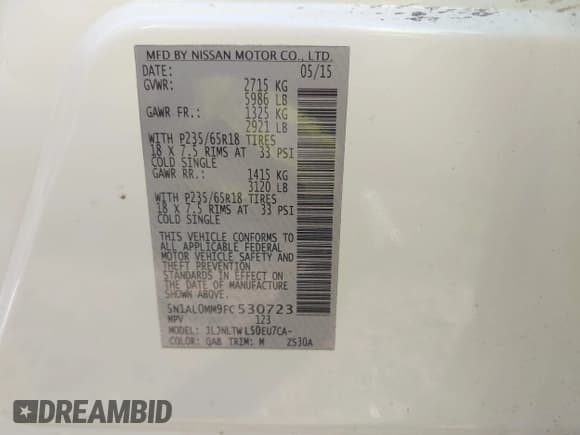 MFD BY NISSAN MOTOR CO., LTD.
DATE: 05/15
GVWR: 2715 KG
5986 LB
GAWR FR.: 1325 KG
2921 LB
WITH P235/65R18 TIRES
18 X 7.5 RIMS AT 33 PSI
COLD SINGLE
GAWR RR.: 1415 KG
3120 LB
WITH P235/65R18 TIRES
18 X 7.5 RIMS AT 33 PSI
COLD SINGLE
THIS VEHICLE CONFORMS TO
ALL APPLICABLE FEDERAL
MOTOR VEHICLE SAFETY AND
THEFT PREVENTION
STANDARDS IN EFFECT ON
THE DATE OF MANUFACTURE
SHOWN ABOVE.
5N1AL0MM9FC530723
MPV 123
MODEL: JLJNLTWL50EU7CA-
COLOR: QAB TRIM: M ZS30A
DREAMBID